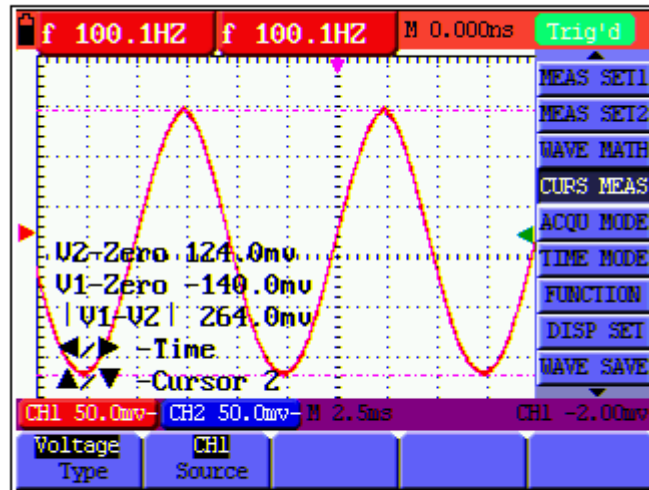 f 100.1HZ f 100.1HZ M 0.000ns Trig'd
MEAS SET1
MEAS SET2
WAVE MATH
CURS MEAS
ACQU MODE
TIME MODE
FUNCTION
DISP SET
WAVE SAVE
V2-Zero 124.0mv
V1-Zero -140.0mv
|V1-V2| 264.0mv
◀/▶ -Time
▲/▼ -Cursor 2
CH1 50.0mv- CH2 50.0mv- M 2.5ms CH1 -2.00mv
Voltage CH1
Type Source